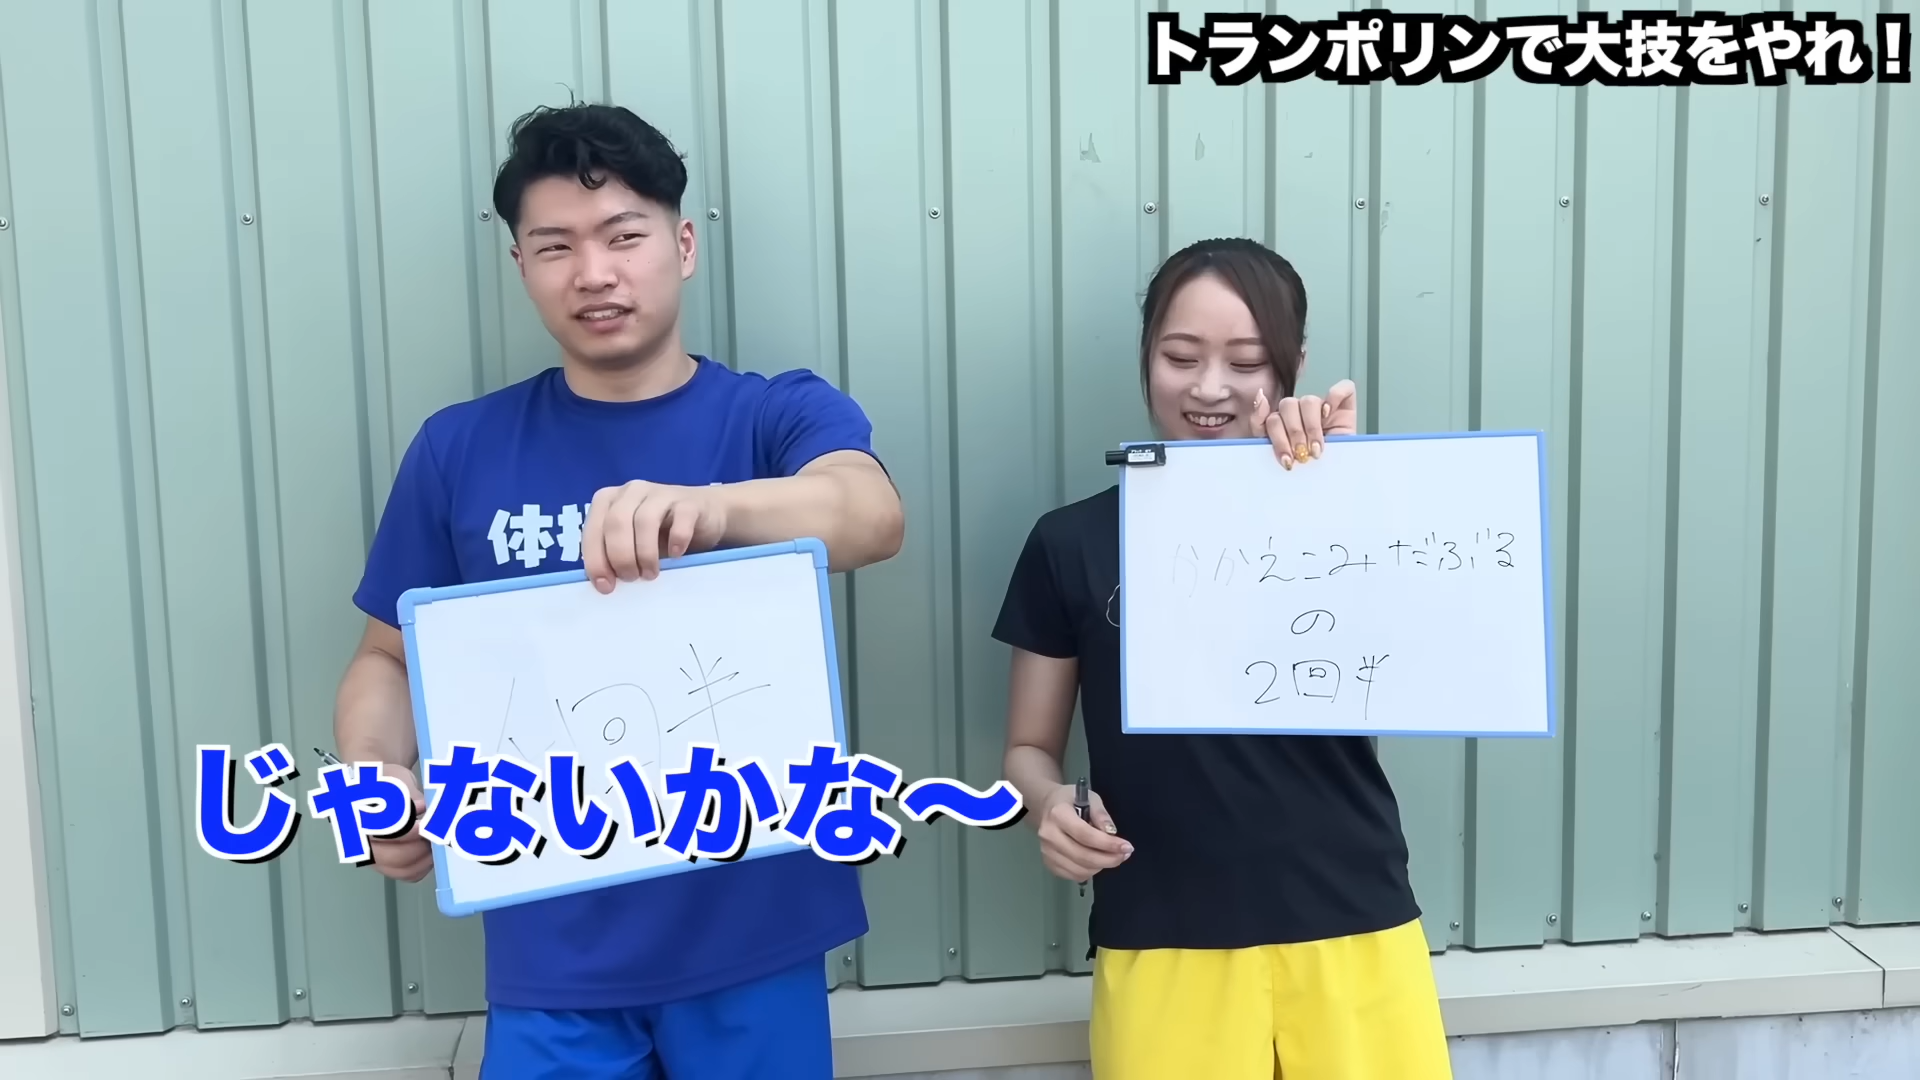 トランポリンで大技をやれ！
体操
かかえこみだぶる
の
2回半
回半
じゃないかな〜